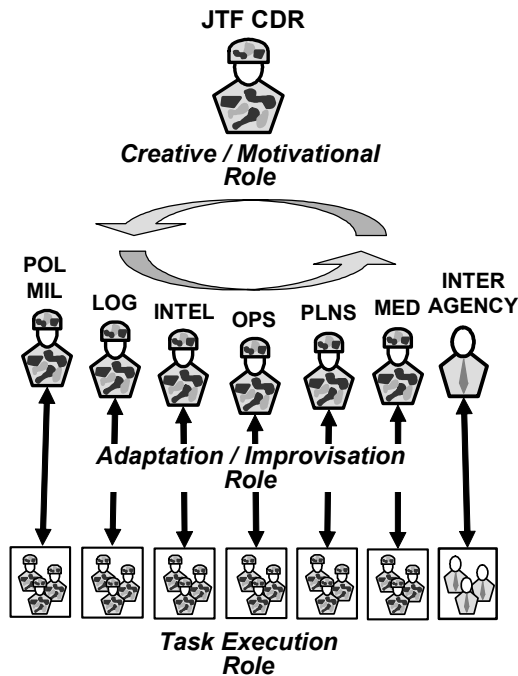 JTF CDR
Creative / Motivational
Role
POL
MIL
LOG
INTEL
OPS
PLNS
MED
INTER
AGENCY
Adaptation / Improvisation
Role
Task Execution
Role